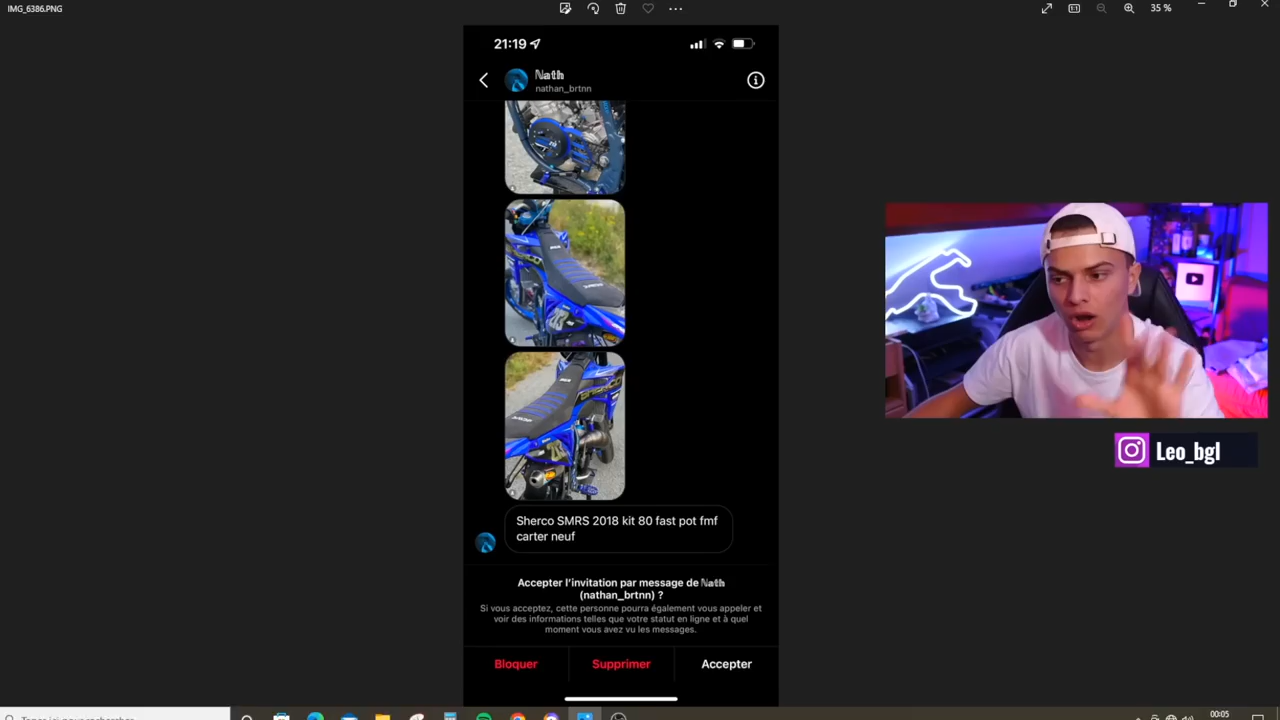 IMG_6386.PNG
35 %
21:19
Nath
nathan_brtnn
Sherco SMRS 2018 kit 80 fast pot fmf
carter neuf
Accepter l'invitation par message de Nath
(nathan_brtnn) ?
Si vous acceptez, cette personne pourra également vous appeler et
voir des informations telles que votre statut en ligne et à quel
moment vous avez vu les messages.
Bloquer
Supprimer
Accepter
Leo_bgl
00:05